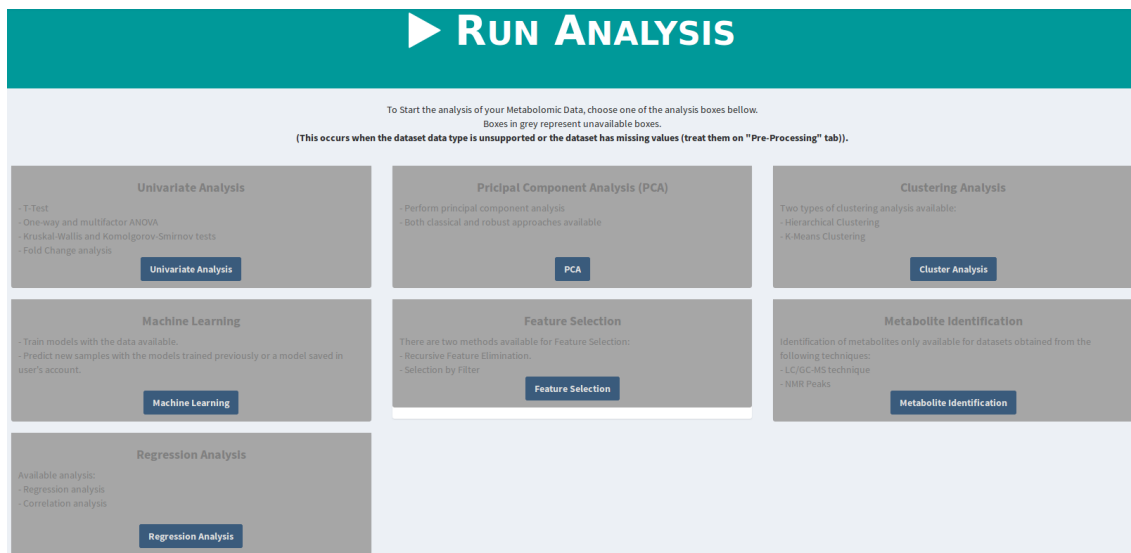 RUN ANALYSIS
To Start the analysis of your Metabolomic Data, choose one of the analysis boxes bellow.
Boxes in grey represent unavailable boxes.
(This occurs when the dataset data type is unsupported or the dataset has missing values (treat them on "Pre-Processing" tab)).
Univariate Analysis
- T-Test
- One-way and multifactor ANOVA
- Kruskal-Wallis and Komolgorov-Smirnov tests
- Fold Change analysis
Univariate Analysis
Pricipal Component Analysis (PCA)
- Perform principal component analysis
- Both classical and robust approaches available
PCA
Clustering Analysis
Two types of clustering analysis available:
- Hierarchical Clustering
- K-Means Clustering
Cluster Analysis
Machine Learning
- Train models with the data available.
- Predict new samples with the models trained previously or a model saved in
user's account.
Machine Learning
Feature Selection
There are two methods available for Feature Selection:
- Recursive Feature Elimination.
- Selection by Filter
Feature Selection
Metabolite Identification
Identification of metabolites only available for datasets obtained from the
following techniques:
- LC/GC-MS technique
- NMR Peaks
Metabolite Identification
Regression Analysis
Available analysis:
- Regression analysis
- Correlation analysis
Regression Analysis